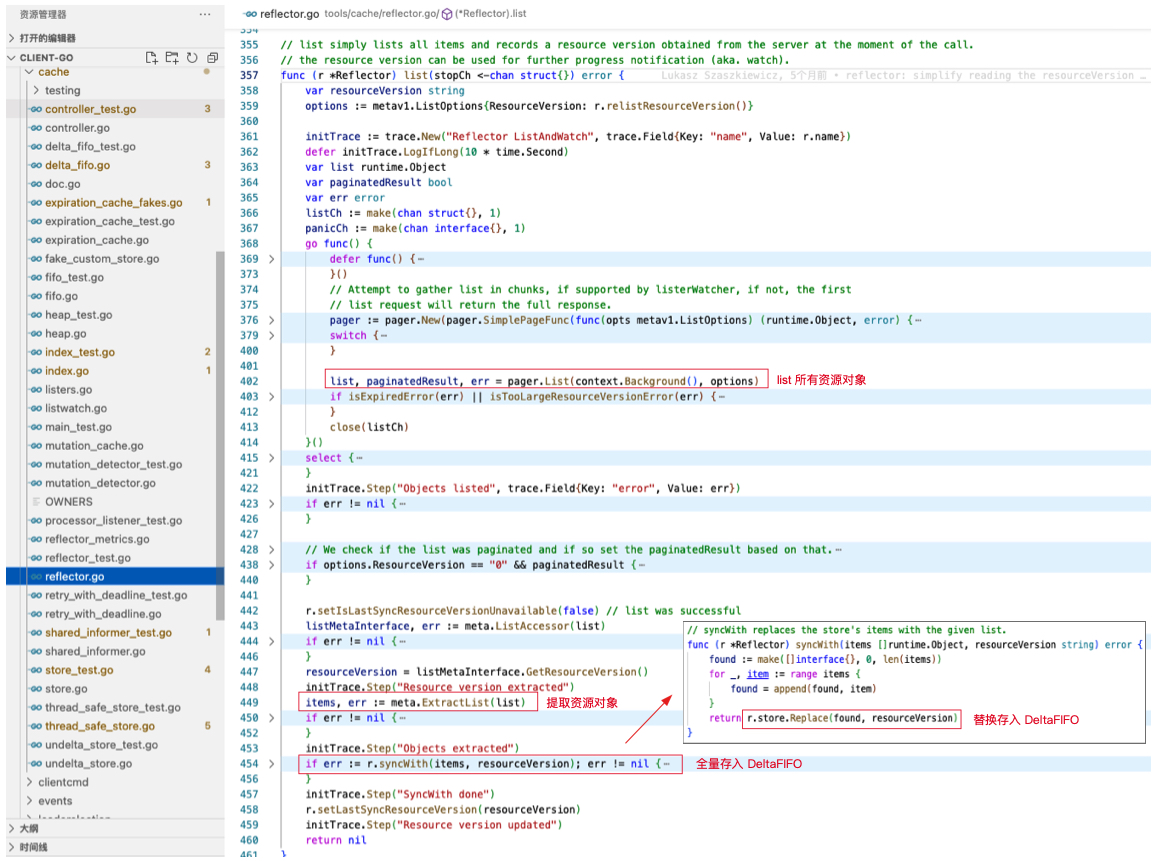 资源管理器
···
打开的编辑器
CLIENT-GO
cache
testing
controller_test.go 3
controller.go
delta_fifo_test.go
delta_fifo.go 3
doc.go
expiration_cache_fakes.go 1
expiration_cache_test.go
expiration_cache.go
fake_custom_store.go
fifo_test.go
fifo.go
heap_test.go
heap.go
index_test.go 2
index.go 1
listers.go
listwatch.go
main_test.go
mutation_cache.go
mutation_detector_test.go
mutation_detector.go
OWNERS
processor_listener_test.go
reflector_metrics.go
reflector_test.go
reflector.go
retry_with_deadline_test.go
retry_with_deadline.go
shared_informer_test.go 1
shared_informer.go
store_test.go 4
store.go
thread_safe_store_test.go
thread_safe_store.go 5
undelta_store_test.go
undelta_store.go
clientcmd
events
大纲
时间线
reflector.go tools/cache/reflector.go/ (*Reflector).list
354
355 // list simply lists all items and records a resource version obtained from the server at the moment of the call.
356 // the resource version can be used for further progress notification (aka. watch).
357 func (r *Reflector) list(stopCh <-chan struct{}) error { Lukasz Szaszkiewicz, 5个月前 • reflector: simplify reading the resourceVersion …
358 var resourceVersion string
359 options := metav1.ListOptions{ResourceVersion: r.relistResourceVersion()}
360
361 initTrace := trace.New("Reflector ListAndWatch", trace.Field{Key: "name", Value: r.name})
362 defer initTrace.LogIfLong(10 * time.Second)
363 var list runtime.Object
364 var paginatedResult bool
365 var err error
366 listCh := make(chan struct{}, 1)
367 panicCh := make(chan interface{}, 1)
368 go func() {
369 defer func() {⋯
373 }()
374 // Attempt to gather list in chunks, if supported by listerWatcher, if not, the first
375 // list request will return the full response.
376 pager := pager.New(pager.SimplePageFunc(func(opts metav1.ListOptions) (runtime.Object, error) {⋯
379 switch {⋯
400 }
401
402 list, paginatedResult, err = pager.List(context.Background(), options) list 所有资源对象
403 if isExpiredError(err) || isTooLargeResourceVersionError(err) {⋯
412 }
413 close(listCh)
414 }()
415 select {⋯
421 }
422 initTrace.Step("Objects listed", trace.Field{Key: "error", Value: err})
423 if err != nil {⋯
426 }
427
428 // We check if the list was paginated and if so set the paginatedResult based on that.⋯
438 if options.ResourceVersion == "0" && paginatedResult {⋯
440 }
441
442 r.setIsLastSyncResourceVersionUnavailable(false) // list was successful
443 listMetaInterface, err := meta.ListAccessor(list)
444 if err != nil {⋯
446 }
447 resourceVersion = listMetaInterface.GetResourceVersion()
448 initTrace.Step("Resource version extracted")
449 items, err := meta.ExtractList(list) 提取资源对象
450 if err != nil {⋯
452 }
453 initTrace.Step("Objects extracted")
454 if err := r.syncWith(items, resourceVersion); err != nil {⋯ 全量存入 DeltaFIFO
456 }
457 initTrace.Step("SyncWith done")
458 r.setLastSyncResourceVersion(resourceVersion)
459 initTrace.Step("Resource version updated")
460 return nil
461 }
// syncWith replaces the store's items with the given list.
func (r *Reflector) syncWith(items []runtime.Object, resourceVersion string) error {
found := make([]interface{}, 0, len(items))
for _, item := range items {
found = append(found, item)
}
return r.store.Replace(found, resourceVersion) 替换存入 DeltaFIFO
}